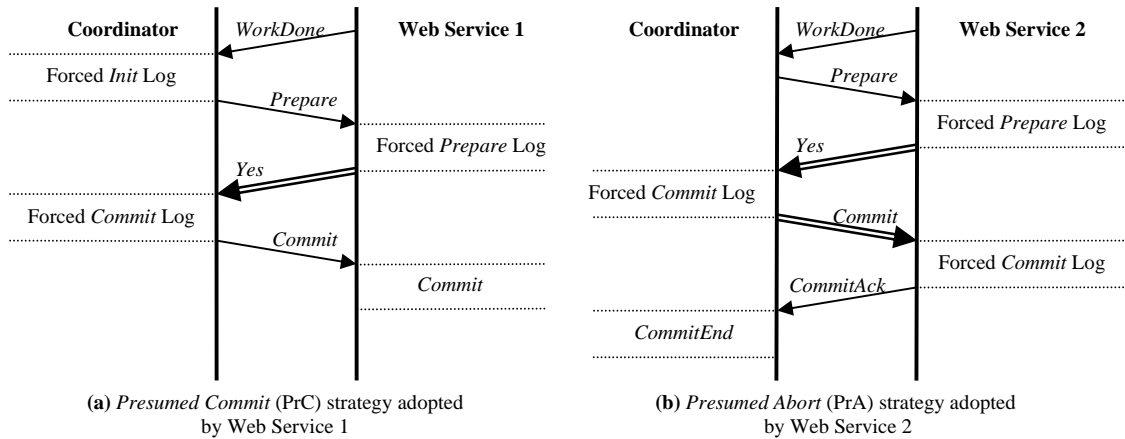 Coordinator
WorkDone
Web Service 1
Forced Init Log
Prepare
Forced Prepare Log
Yes
Forced Commit Log
Commit
Commit
(a) Presumed Commit (PrC) strategy adopted
by Web Service 1
Coordinator
WorkDone
Web Service 2
Prepare
Forced Prepare Log
Yes
Forced Commit Log
Commit
Forced Commit Log
CommitAck
CommitEnd
(b) Presumed Abort (PrA) strategy adopted
by Web Service 2